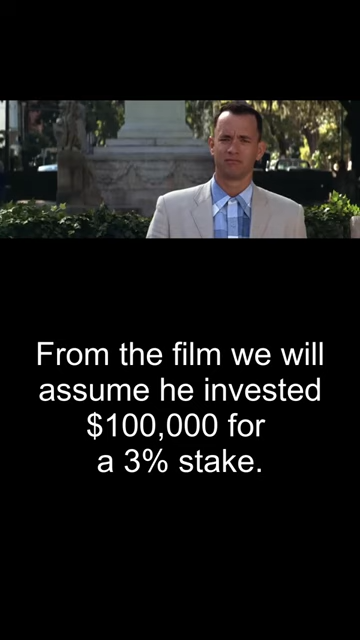 From the film we will
assume he invested
$100,000 for
a 3% stake.